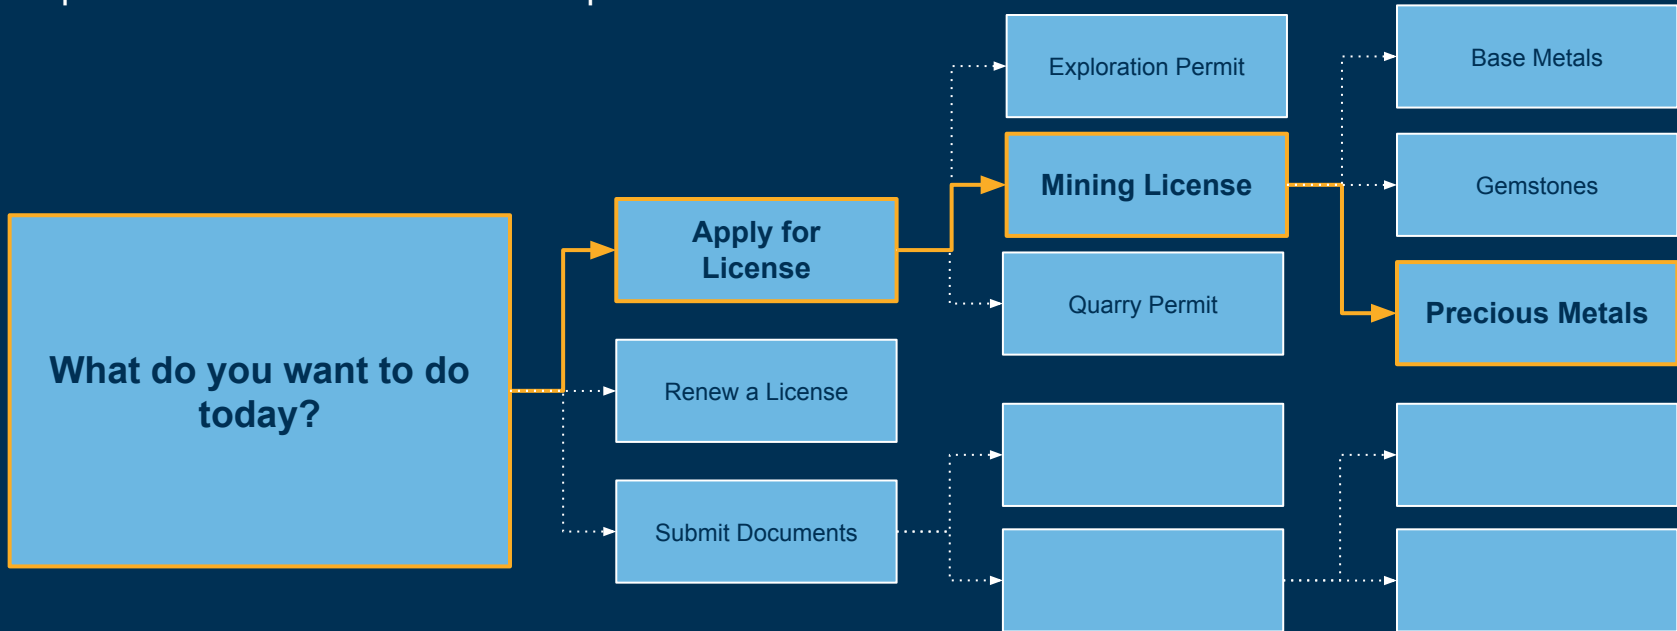 What do you want to do
today?
Apply for
License
Renew a License
Submit Documents
Exploration Permit
Mining License
Quarry Permit
Base Metals
Gemstones
Precious Metals